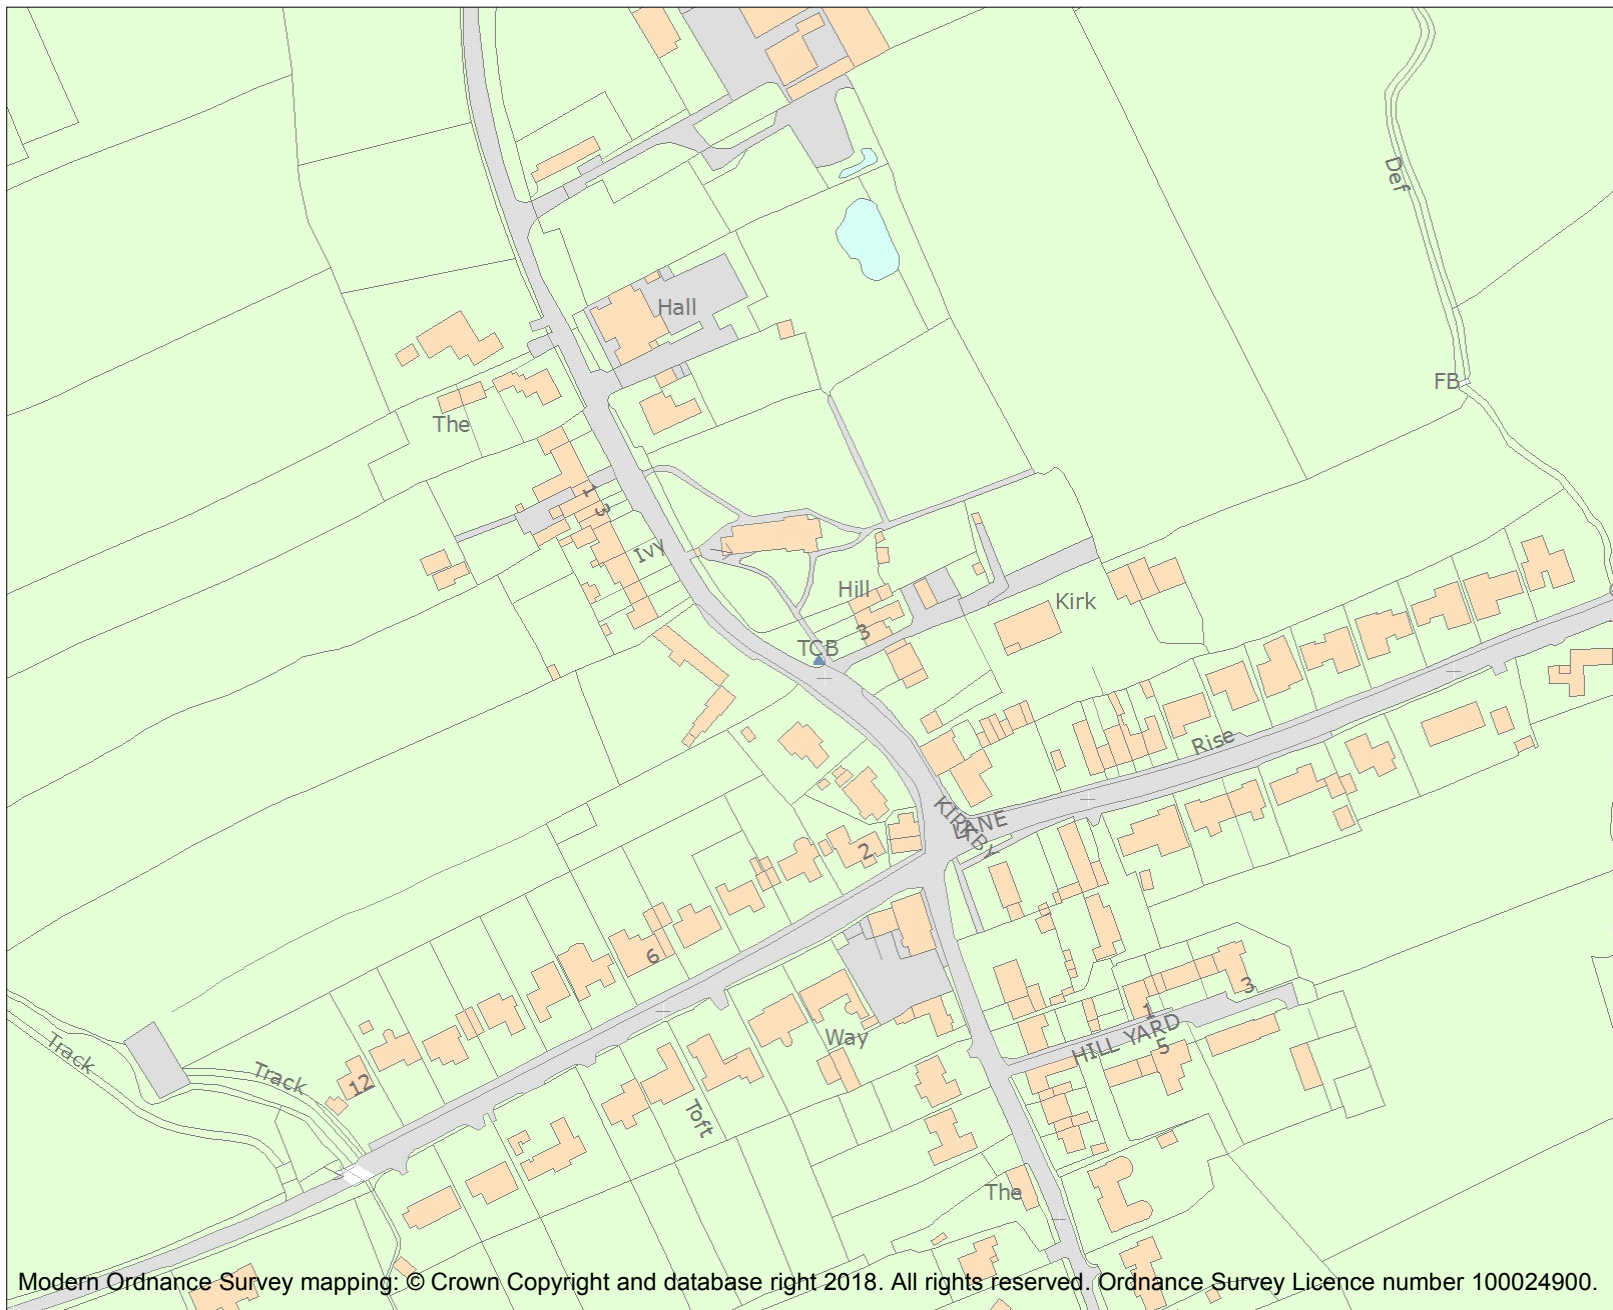 Def
Hall
FB
The
1
3
Ivy
Hill
Kirk
3
TCB
Rise
KIRKBY
LANE
2
6
3
1
HILL YARD
5
Way
Track
Track
12
Toft
The
Modern Ordnance Survey mapping: © Crown Copyright and database right 2018. All rights reserved. Ordnance Survey Licence number 100024900.